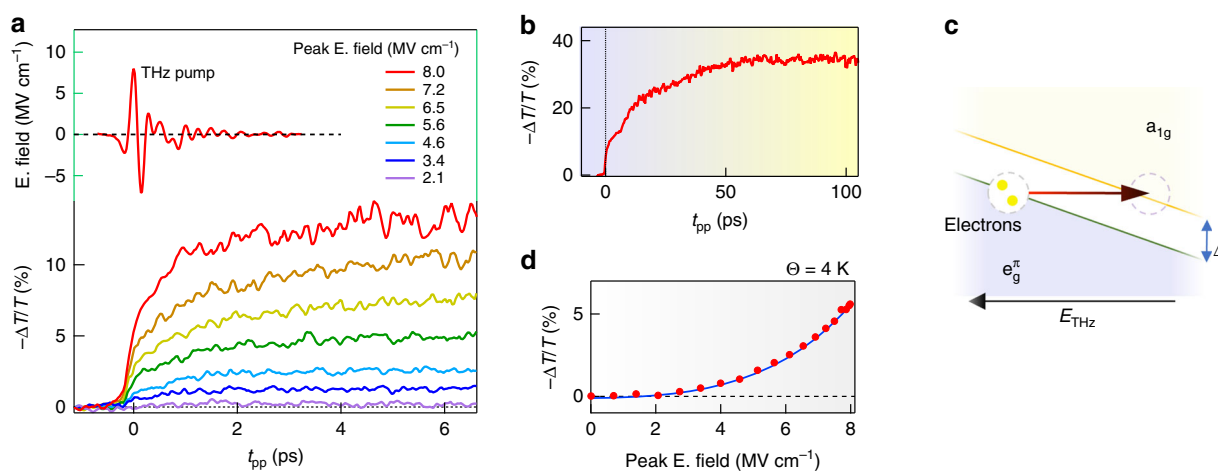 a
E. field (MV cm⁻¹)
10
5
0
−5
THz pump
Peak E. field (MV cm⁻¹)
8.0
7.2
6.5
5.6
4.6
3.4
2.1
−ΔT/T (%)
10
5
0
0
2
4
6
t_pp (ps)
b
−ΔT/T (%)
40
20
0
0
50
100
t_pp (ps)
c
a_1g
Electrons
Δ
e_g^π
E_THz
d
Θ = 4 K
−ΔT/T (%)
5
0
0
2
4
6
8
Peak E. field (MV cm⁻¹)